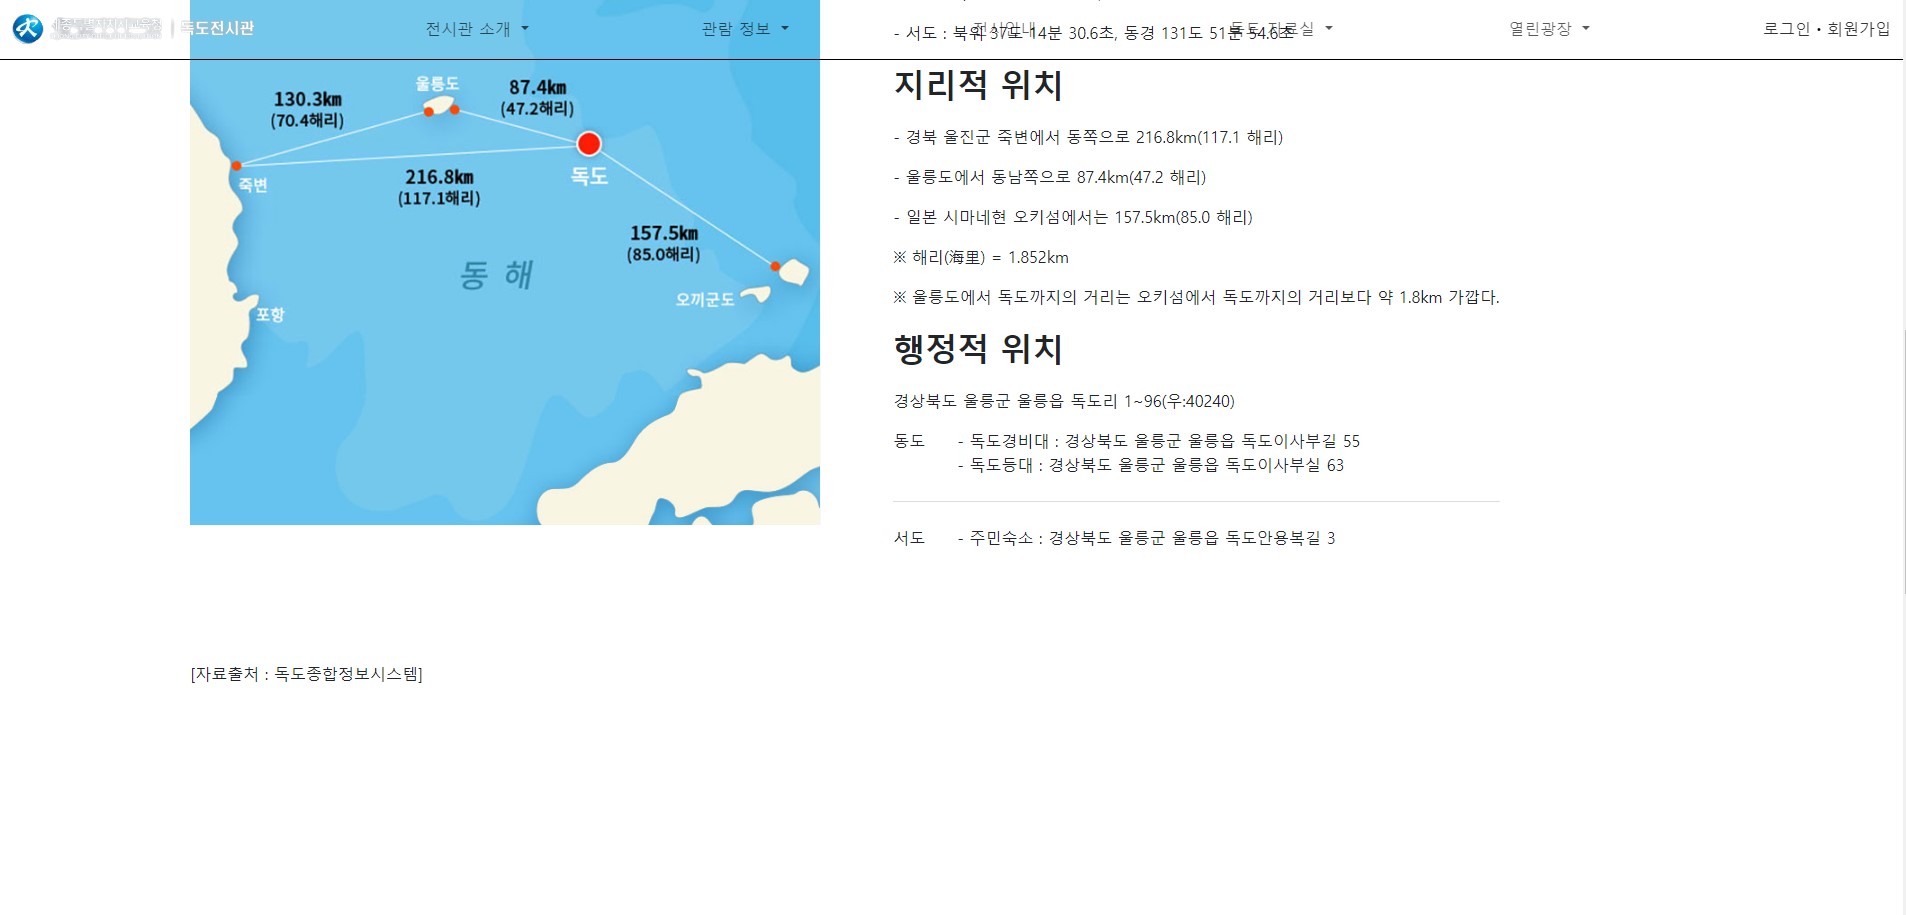 독도전시관
전시관 소개
관람 정보
전시안내
독도 자료실
열린광장
로그인 · 회원가입
- 서도 : 북위 37도 14분 30.6초, 동경 131도 51분 54.6초
130.3km
(70.4해리)
울릉도
87.4km
(47.2해리)
죽변
216.8km
(117.1해리)
독도
157.5km
(85.0해리)
동 해
오끼군도
포항
지리적 위치
- 경북 울진군 죽변에서 동쪽으로 216.8km(117.1 해리)
- 울릉도에서 동남쪽으로 87.4km(47.2 해리)
- 일본 시마네현 오키섬에서는 157.5km(85.0 해리)
※ 해리(海里) = 1.852km
※ 울릉도에서 독도까지의 거리는 오키섬에서 독도까지의 거리보다 약 1.8km 가깝다.
행정적 위치
경상북도 울릉군 울릉읍 독도리 1~96(우:40240)
동도 - 독도경비대 : 경상북도 울릉군 울릉읍 독도이사부길 55
- 독도등대 : 경상북도 울릉군 울릉읍 독도이사부실 63
서도 - 주민숙소 : 경상북도 울릉군 울릉읍 독도안용복길 3
[자료출처 : 독도종합정보시스템]